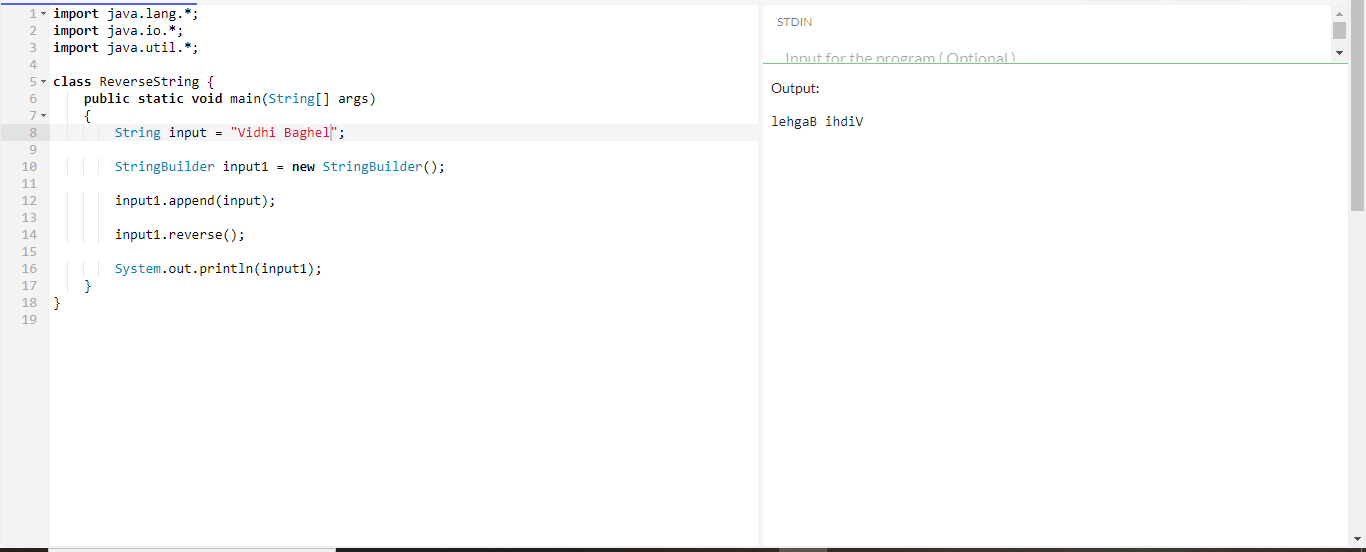 1 import java.lang.*;
2 import java.io.*;
3 import java.util.*;
4
5 class ReverseString {
6     public static void main(String[] args)
7     {
8         String input = "Vidhi Baghel";
9
10         StringBuilder input1 = new StringBuilder();
11
12         input1.append(input);
13
14         input1.reverse();
15
16         System.out.println(input1);
17     }
18 }
19
STDIN
Input for the program ( Optional )
Output:
lehgaB ihdiV